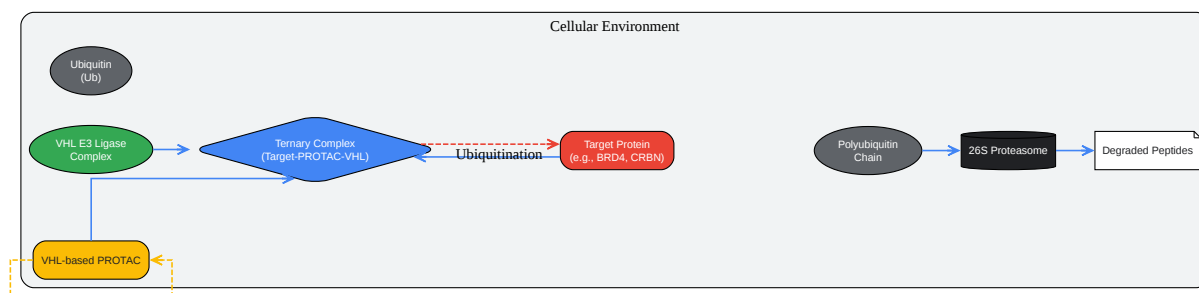 Cellular Environment
Ubiquitin
(Ub)
VHL E3 Ligase
Complex
Ternary Complex
(Target-PROTAC-VHL)
Ubiquitination
Target Protein
(e.g., BRD4, CRBN)
Polyubiquitin
Chain
26S Proteasome
Degraded Peptides
VHL-based PROTAC